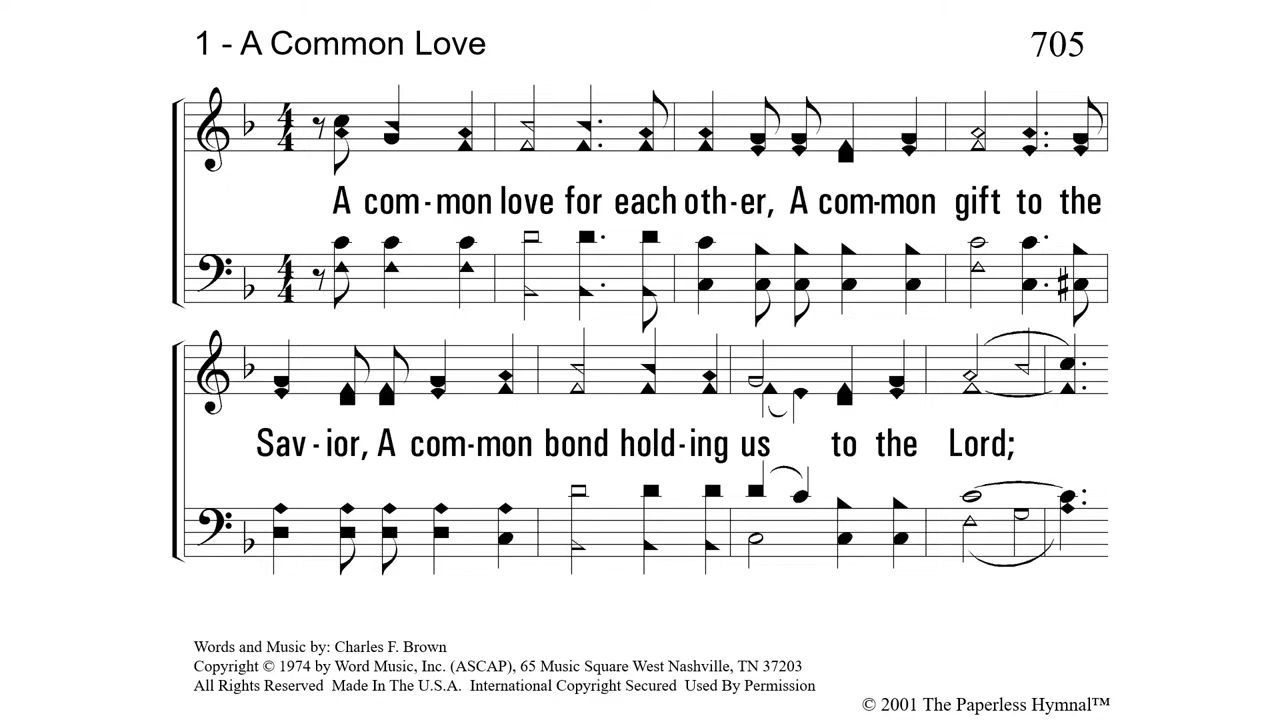 1 - A Common Love 705
A com-mon love for each oth-er, A com-mon gift to the
Sav-ior, A com-mon bond hold-ing us to the Lord;
Words and Music by: Charles F. Brown
Copyright © 1974 by Word Music, Inc. (ASCAP), 65 Music Square West Nashville, TN 37203
All Rights Reserved Made In The U.S.A. International Copyright Secured Used By Permission
© 2001 The Paperless Hymnal™